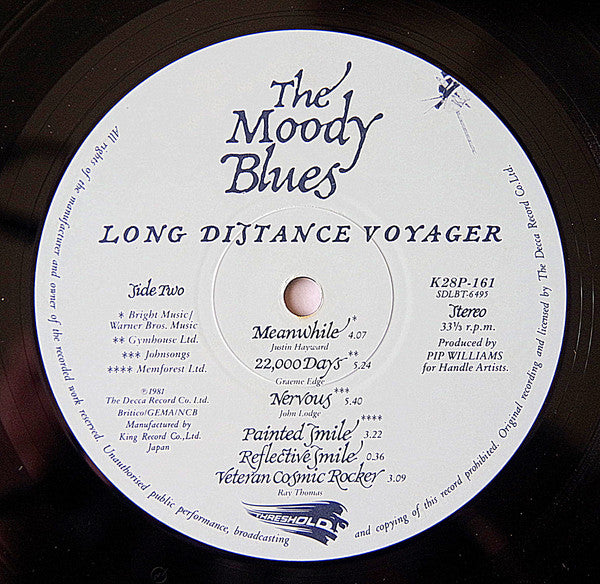 The
Moody
Blues
LONG DISTANCE VOYAGER
Side Two
* Bright Music/
Warner Bros. Music
** Gymhouse Ltd.
*** Johnsongs
**** Memforest Ltd.
℗1981
The Decca Record Co. Ltd.
Britico/GEMA/NCB
Manufactured by
King Record Co.,Ltd.
Japan
Meanwhile* 4.07
Justin Hayward
22,000 Days** 5.24
Graeme Edge
Nervous*** 5.40
John Lodge
Painted Smile**** 3.22
Reflective Smile 0.36
Veteran Cosmic Rocker 3.09
Ray Thomas
K28P-161
SDLBT-6495
Stereo
33⅓ r.p.m.
Produced by
PIP WILLIAMS
for Handle Artists.
THRESHOLD
All rights of the manufacturer and owner of the recorded work reserved. Unauthorised public performance, broadcasting and copying of this record prohibited. Original recording and licensed by The Decca Record Co.Ltd.